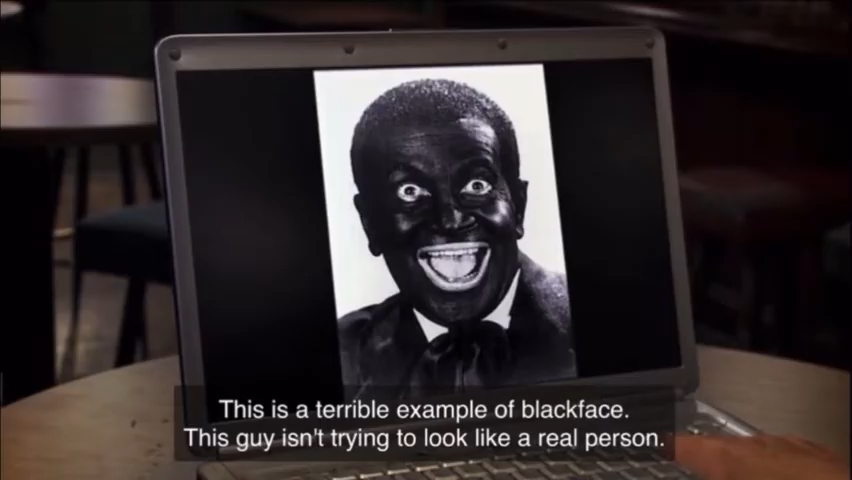 This is a terrible example of blackface.
This guy isn't trying to look like a real person.